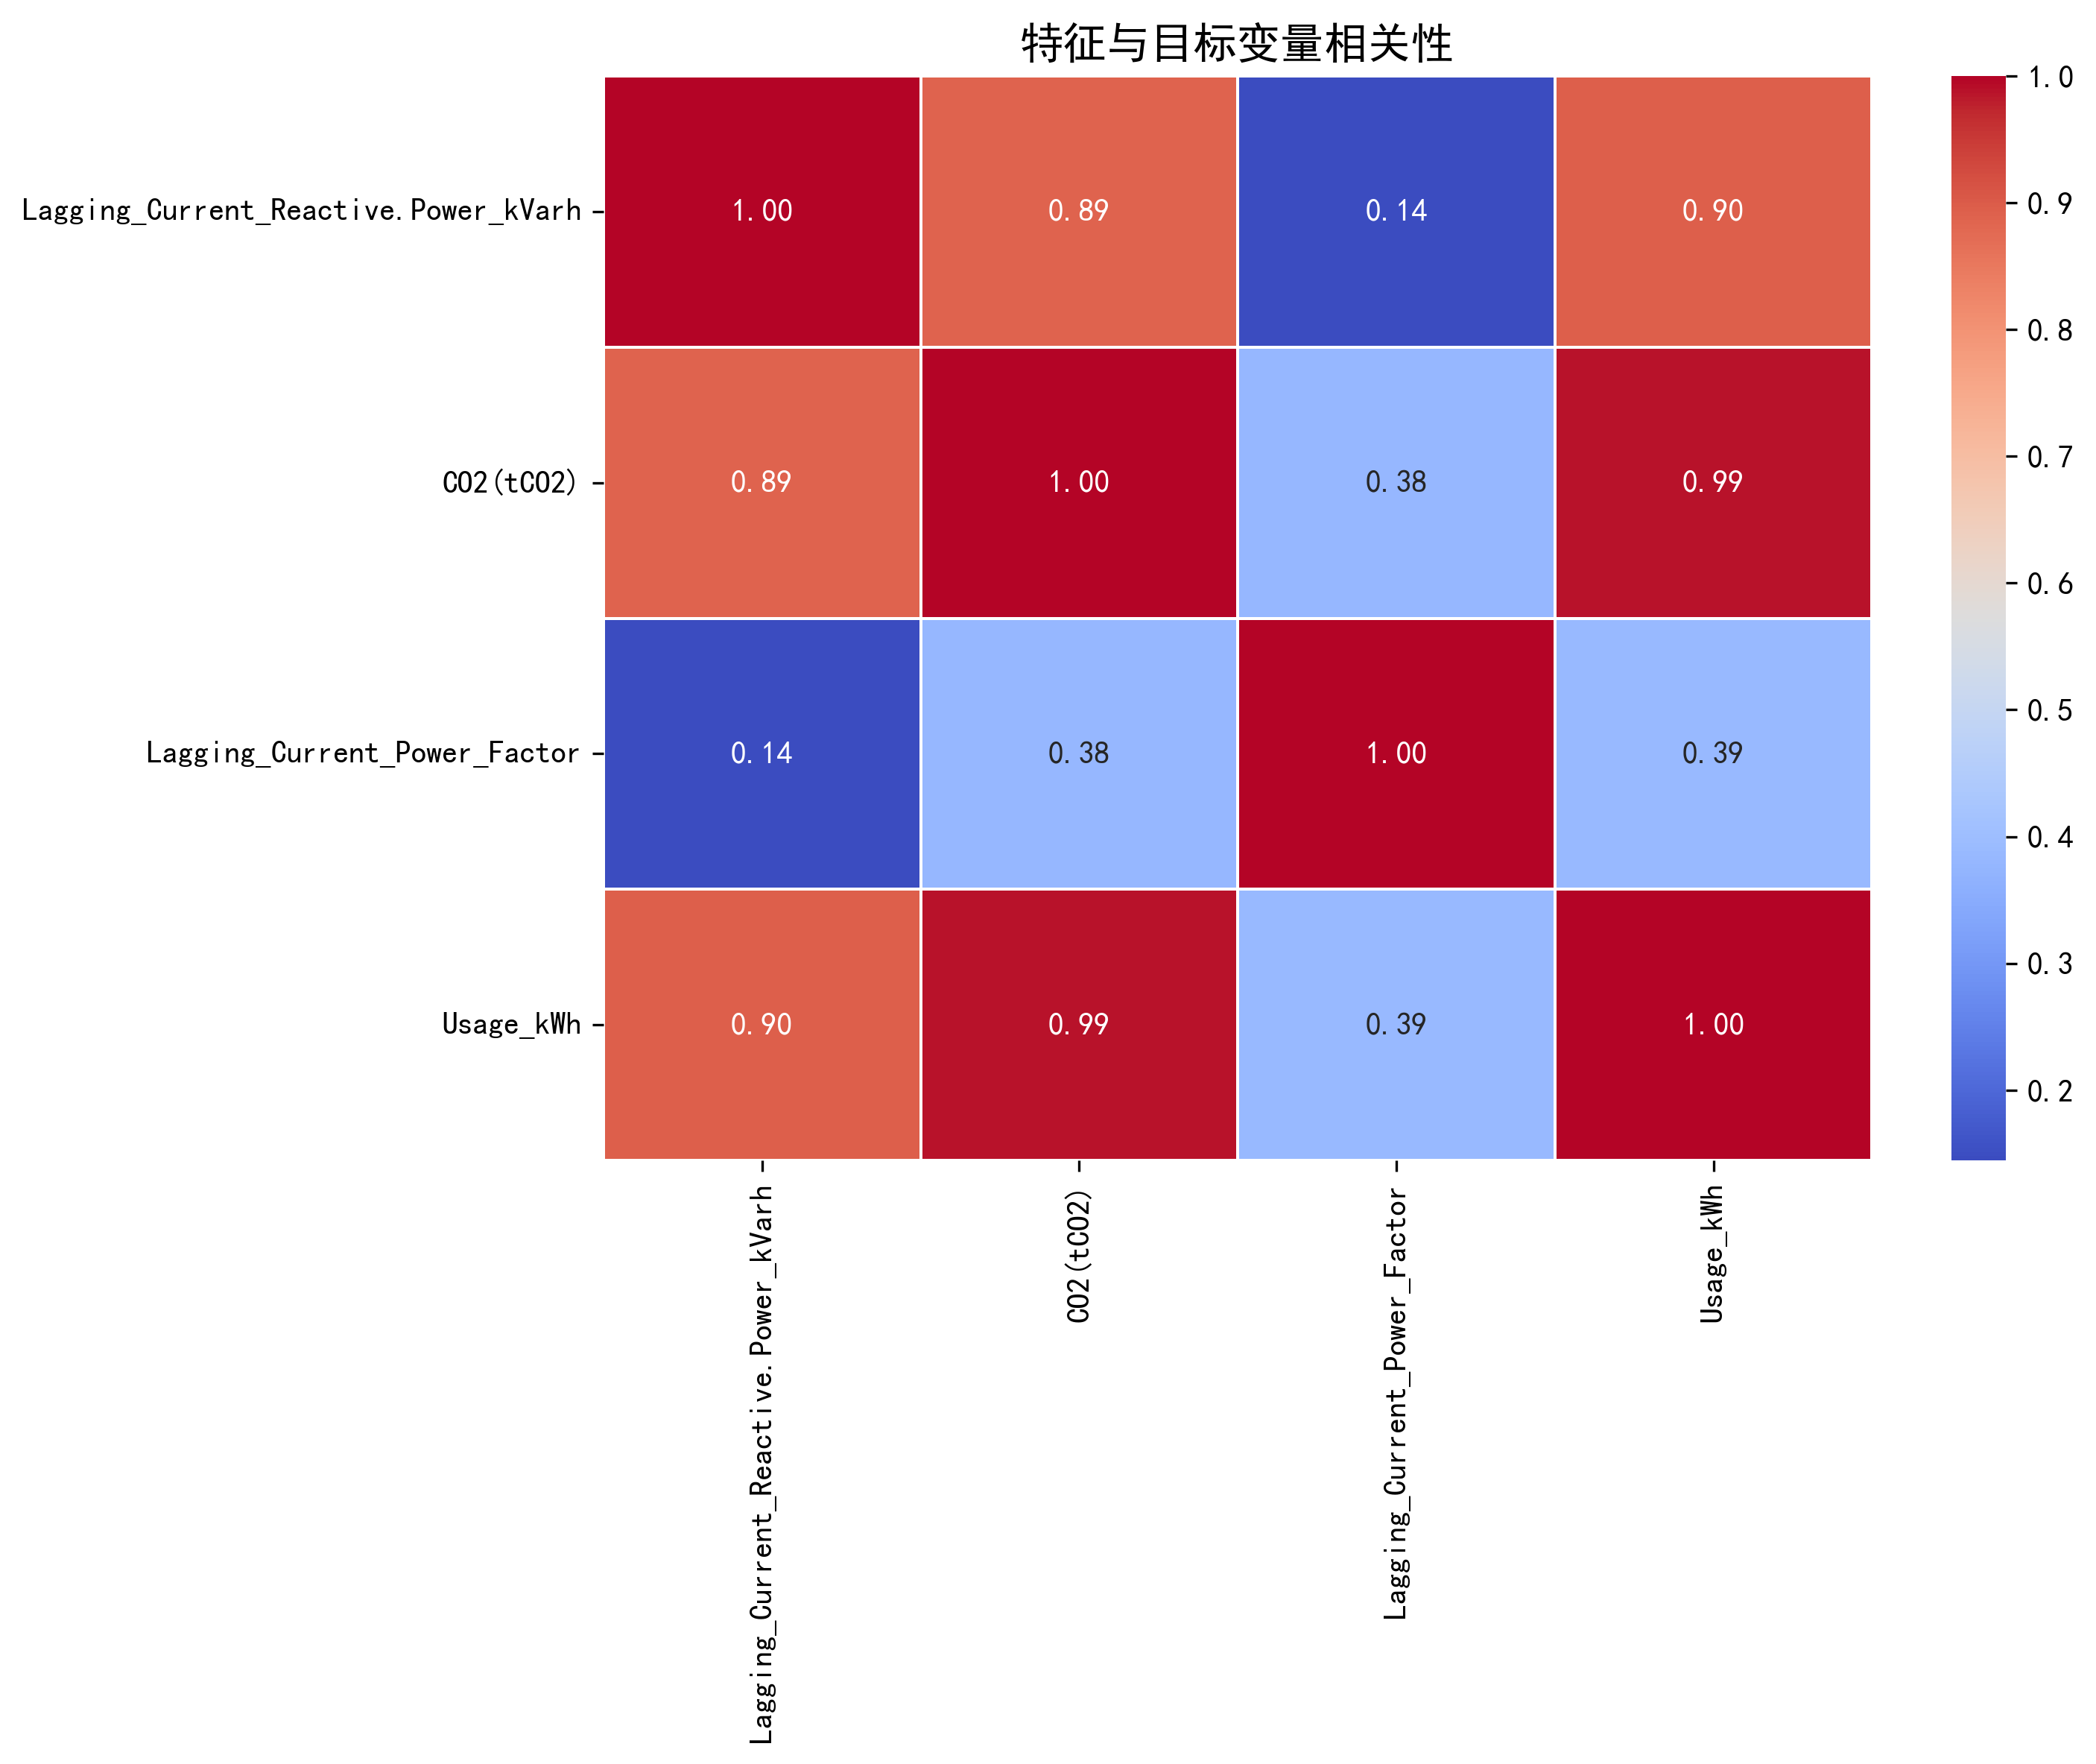 特征与目标变量相关性
Lagging_Current_Reactive.Power_kVarh
1.00 0.89 0.14 0.90
CO2(tCO2)
0.89 1.00 0.38 0.99
Lagging_Current_Power_Factor
0.14 0.38 1.00 0.39
Usage_kWh
0.90 0.99 0.39 1.00
Lagging_Current_Reactive.Power_kVarh
CO2(tCO2)
Lagging_Current_Power_Factor
Usage_kWh
1.0
0.9
0.8
0.7
0.6
0.5
0.4
0.3
0.2